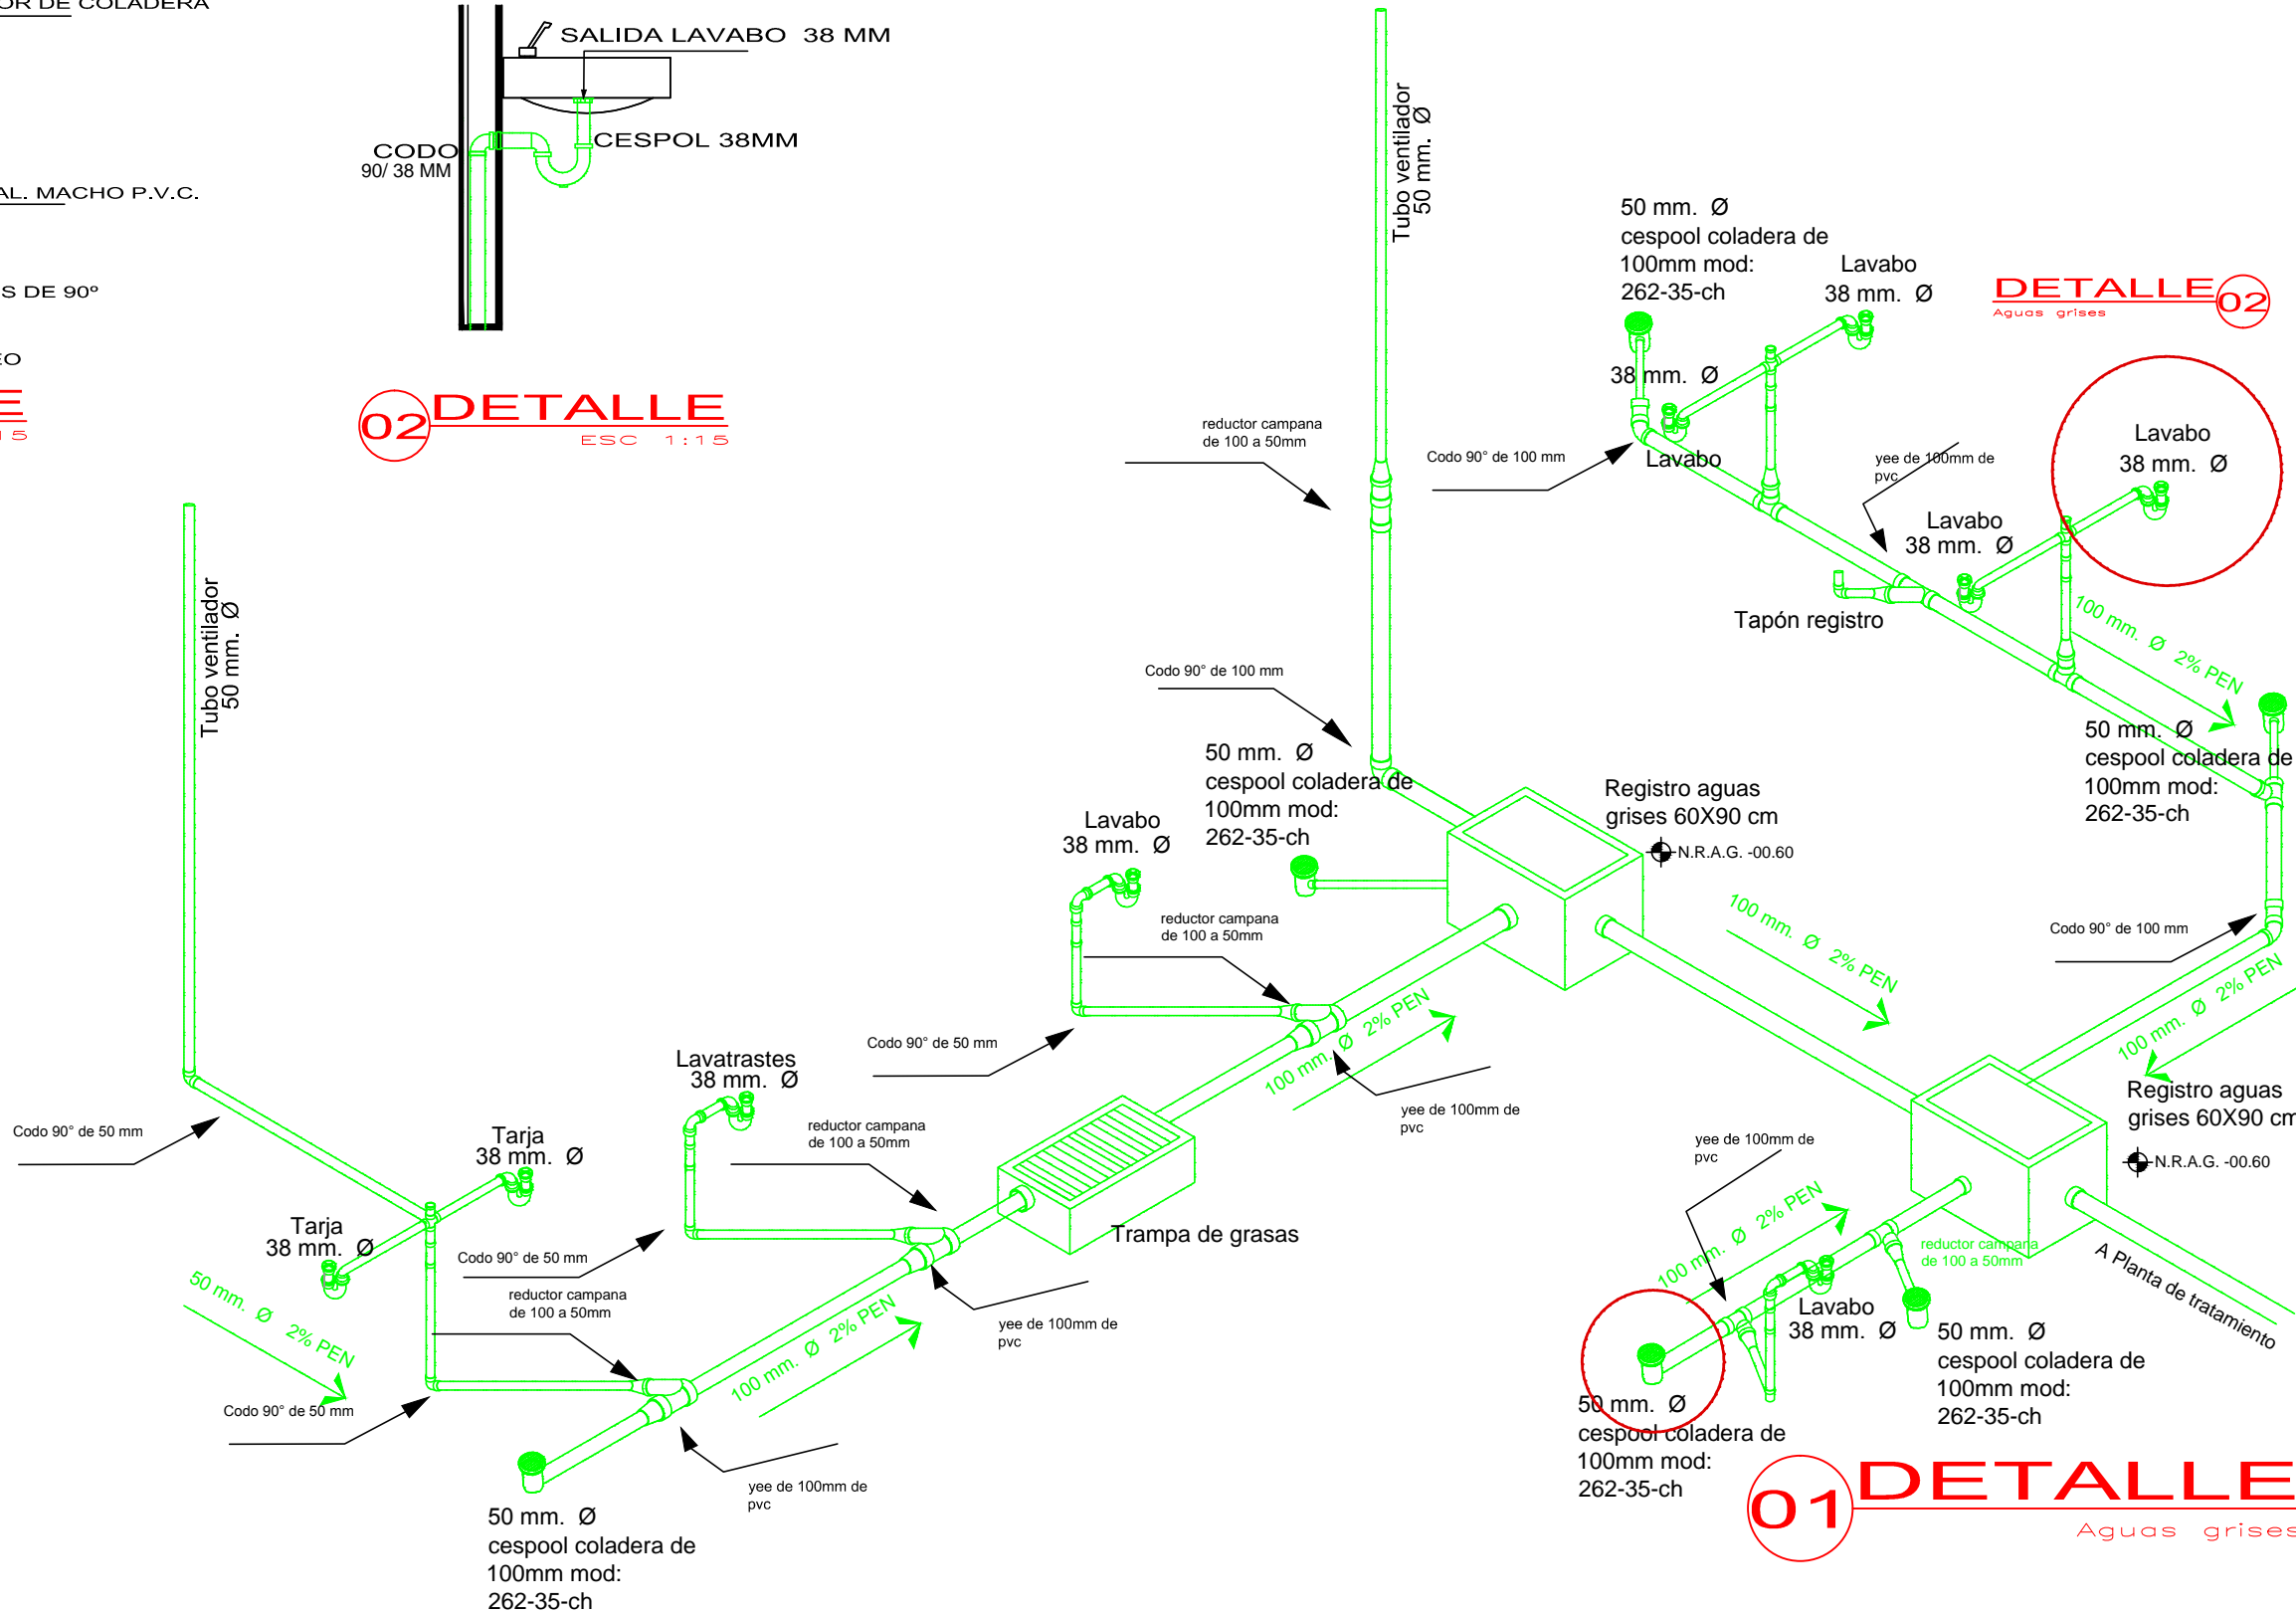 OR DE COLADERA
AL. MACHO P.V.C.
S DE 90º
EO
E
15
SALIDA LAVABO 38 MM
CESPOL 38MM
CODO
90/ 38 MM
02 DETALLE
ESC 1:15
Tubo ventilador
50 mm. Ø
50 mm. Ø
cespool coladera de
100mm mod:
262-35-ch
Lavabo
38 mm. Ø
DETALLE 02
Aguas grises
38 mm. Ø
Lavabo
reductor campana
de 100 a 50mm
Codo 90° de 100 mm
yee de 100mm de
pvc
Lavabo
38 mm. Ø
Lavabo
38 mm. Ø
Tapón registro
100 mm. Ø 2% PEN
50 mm. Ø
cespool coladera de
100mm mod:
262-35-ch
Tubo ventilador
50 mm. Ø
Codo 90° de 100 mm
50 mm. Ø
cespool coladera de
100mm mod:
262-35-ch
Registro aguas
grises 60X90 cm
N.R.A.G. -00.60
Lavabo
38 mm. Ø
reductor campana
de 100 a 50mm
100 mm. Ø 2% PEN
Codo 90° de 100 mm
100 mm. Ø 2% PEN
Codo 90° de 50 mm
100 mm. Ø 2% PEN
yee de 100mm de
pvc
Registro aguas
grises 60X90 cm
N.R.A.G. -00.60
Lavatrastes
38 mm. Ø
reductor campana
de 100 a 50mm
Trampa de grasas
Codo 90° de 50 mm
Tarja
38 mm. Ø
Tarja
38 mm. Ø
Codo 90° de 50 mm
reductor campana
de 100 a 50mm
50 mm. Ø 2% PEN
Codo 90° de 50 mm
100 mm. Ø 2% PEN
yee de 100mm de
pvc
yee de 100mm de
pvc
50 mm. Ø
cespool coladera de
100mm mod:
262-35-ch
yee de 100mm de
pvc
100 mm. Ø 2% PEN
reductor campana
de 100 a 50mm
A Planta de tratamiento
Lavabo
38 mm. Ø
50 mm. Ø
cespool coladera de
100mm mod:
262-35-ch
50 mm. Ø
cespool coladera de
100mm mod:
262-35-ch
01 DETALLE
Aguas grises